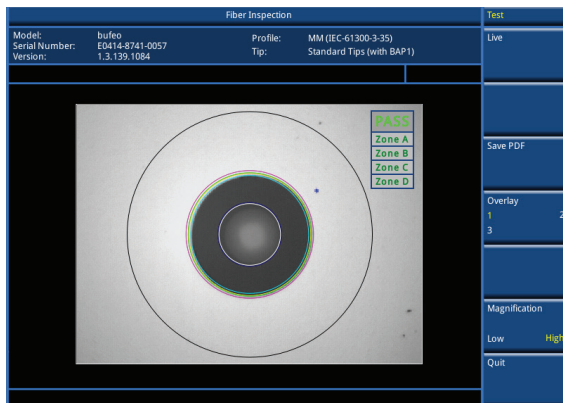 Fiber Inspection
Test
Model: bufeo
Serial Number: E0414-8741-0057
Version: 1.3.139.1084
Profile: MM (IEC-61300-3-35)
Tip: Standard Tips (with BAP1)
Live
PASS
Zone A
Zone B
Zone C
Zone D
Save PDF
Overlay
1 2
3
Magnification
Low High
Quit